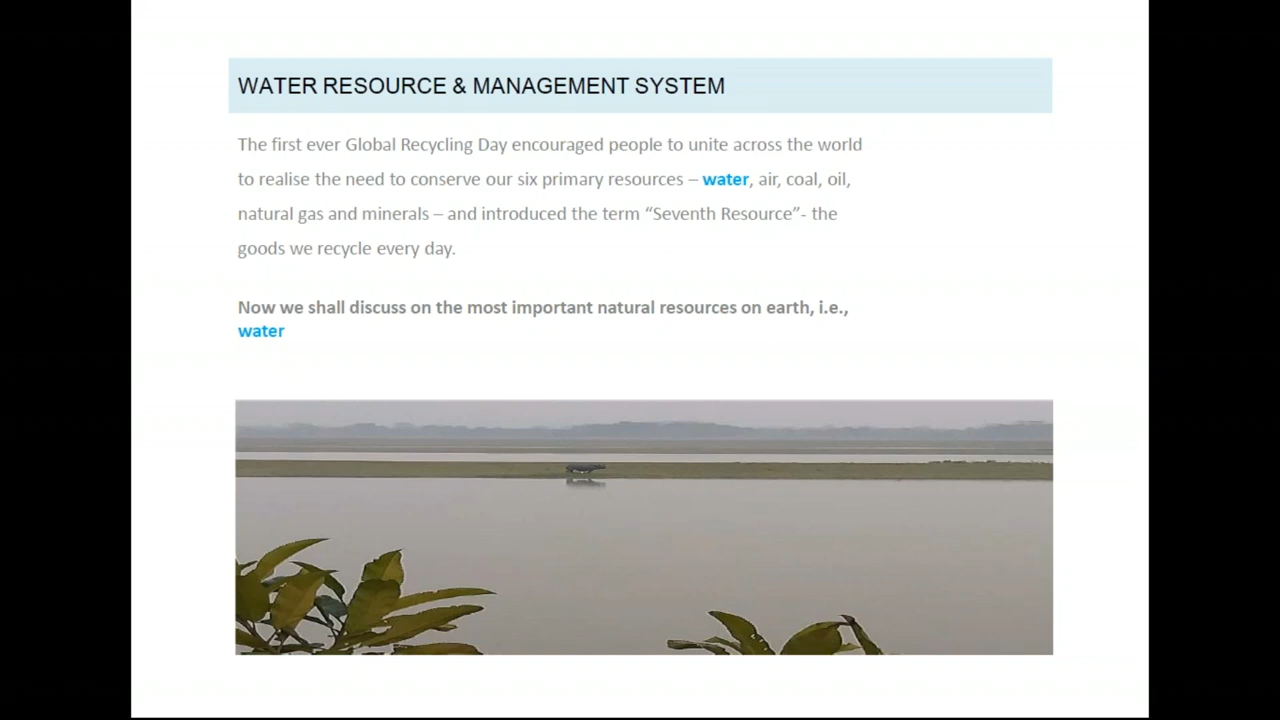 WATER RESOURCE & MANAGEMENT SYSTEM
The first ever Global Recycling Day encouraged people to unite across the world
to realise the need to conserve our six primary resources – water, air, coal, oil,
natural gas and minerals – and introduced the term “Seventh Resource”- the
goods we recycle every day.
Now we shall discuss on the most important natural resources on earth, i.e.,
water